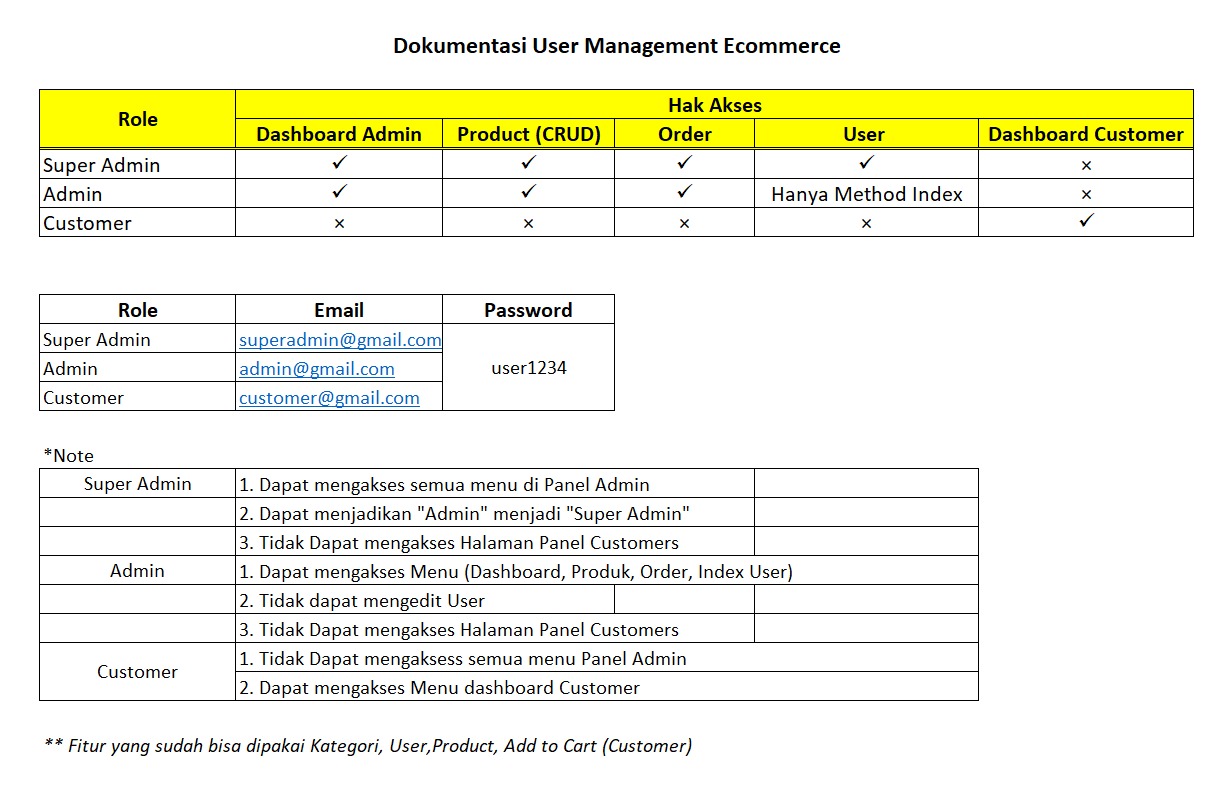 Dokumentasi User Management Ecommerce
Role Hak Akses
Dashboard Admin Product (CRUD) Order User Dashboard Customer
Super Admin ✓ ✓ ✓ ✓ ×
Admin ✓ ✓ ✓ Hanya Method Index ×
Customer × × × × ✓
Role Email Password
Super Admin superadmin@gmail.com
Admin admin@gmail.com user1234
Customer customer@gmail.com
*Note
Super Admin 1. Dapat mengakses semua menu di Panel Admin
2. Dapat menjadikan "Admin" menjadi "Super Admin"
3. Tidak Dapat mengakses Halaman Panel Customers
Admin 1. Dapat mengakses Menu (Dashboard, Produk, Order, Index User)
2. Tidak dapat mengedit User
3. Tidak Dapat mengakses Halaman Panel Customers
Customer 1. Tidak Dapat mengaksess semua menu Panel Admin
2. Dapat mengakses Menu dashboard Customer
** Fitur yang sudah bisa dipakai Kategori, User,Product, Add to Cart (Customer)